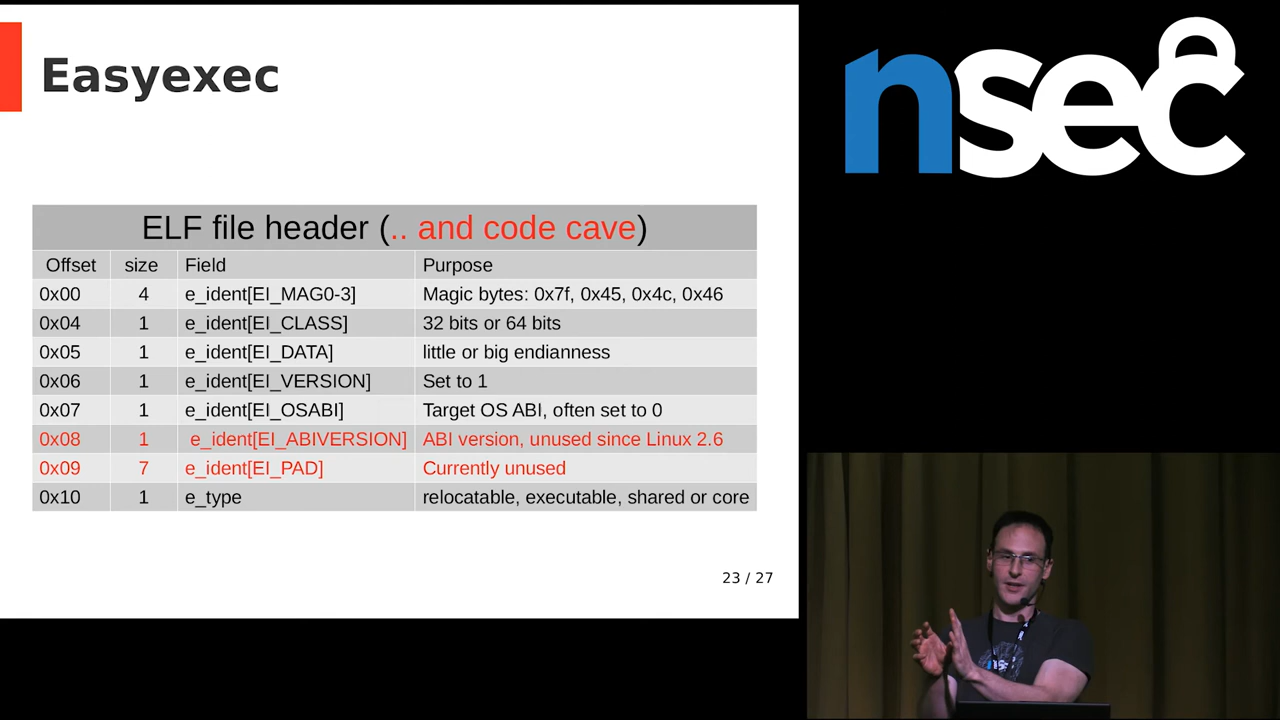 Easyexec
nsec
ELF file header (.. and code cave)
Offset size Field Purpose
0x00 4 e_ident[EI_MAG0-3] Magic bytes: 0x7f, 0x45, 0x4c, 0x46
0x04 1 e_ident[EI_CLASS] 32 bits or 64 bits
0x05 1 e_ident[EI_DATA] little or big endianness
0x06 1 e_ident[EI_VERSION] Set to 1
0x07 1 e_ident[EI_OSABI] Target OS ABI, often set to 0
0x08 1 e_ident[EI_ABIVERSION] ABI version, unused since Linux 2.6
0x09 7 e_ident[EI_PAD] Currently unused
0x10 1 e_type relocatable, executable, shared or core
23 / 27